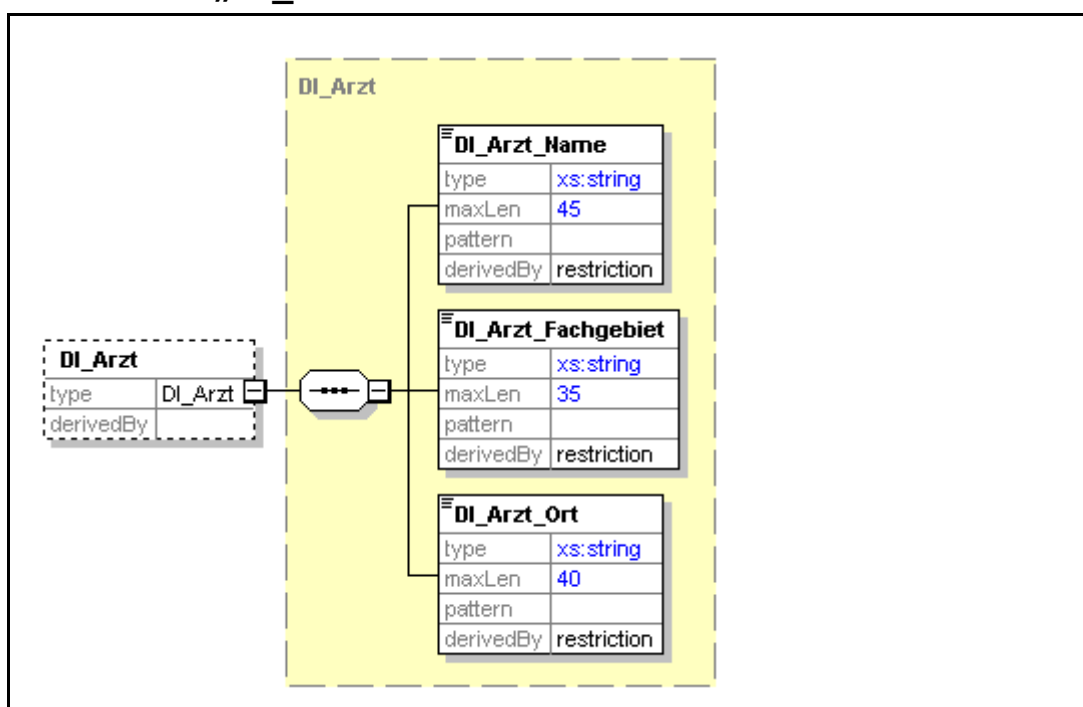 DI_Arzt
DI_Arzt_Name
type xs:string
maxLen 45
pattern
derivedBy restriction
DI_Arzt_Fachgebiet
type xs:string
maxLen 35
pattern
derivedBy restriction
DI_Arzt
type DI_Arzt
derivedBy
DI_Arzt_Ort
type xs:string
maxLen 40
pattern
derivedBy restriction